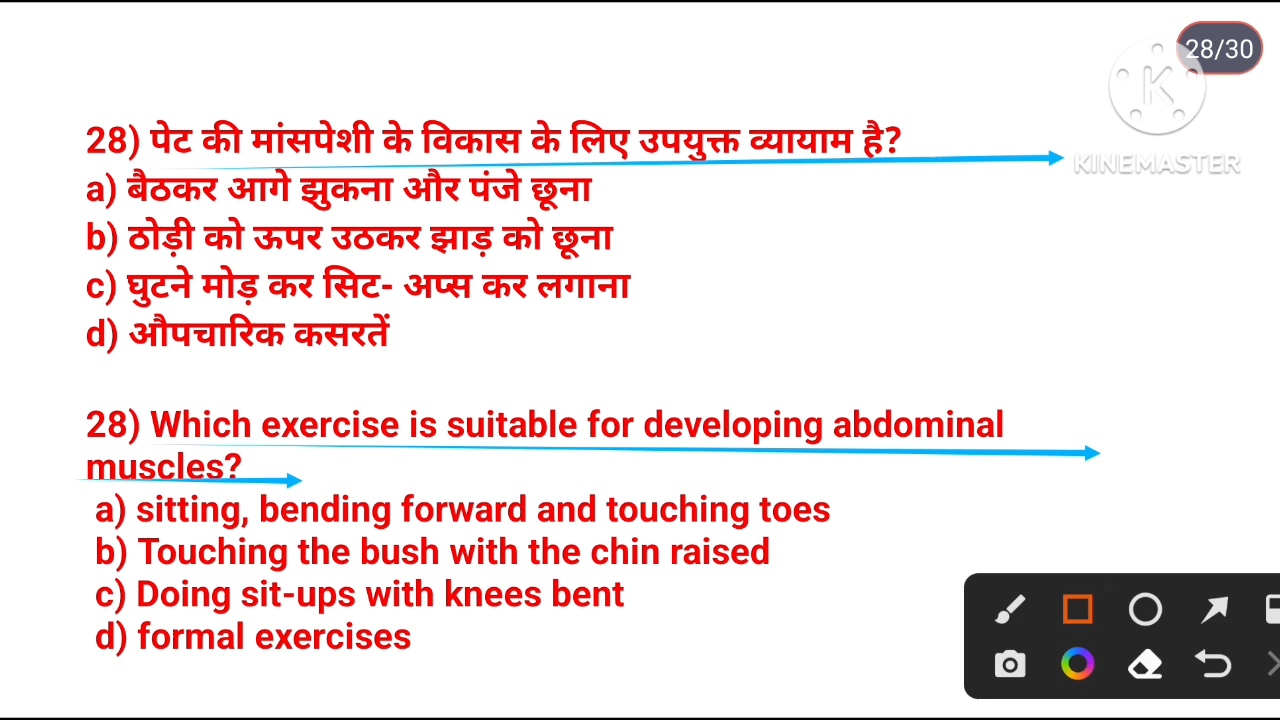 28/30
KINEMASTER
28) पेट की मांसपेशी के विकास के लिए उपयुक्त व्यायाम है?
a) बैठकर आगे झुकना और पंजे छूना
b) ठोड़ी को ऊपर उठकर झाड़ को छूना
c) घुटने मोड़ कर सिट- अप्स कर लगाना
d) औपचारिक कसरतें
28) Which exercise is suitable for developing abdominal
muscles?
a) sitting, bending forward and touching toes
b) Touching the bush with the chin raised
c) Doing sit-ups with knees bent
d) formal exercises